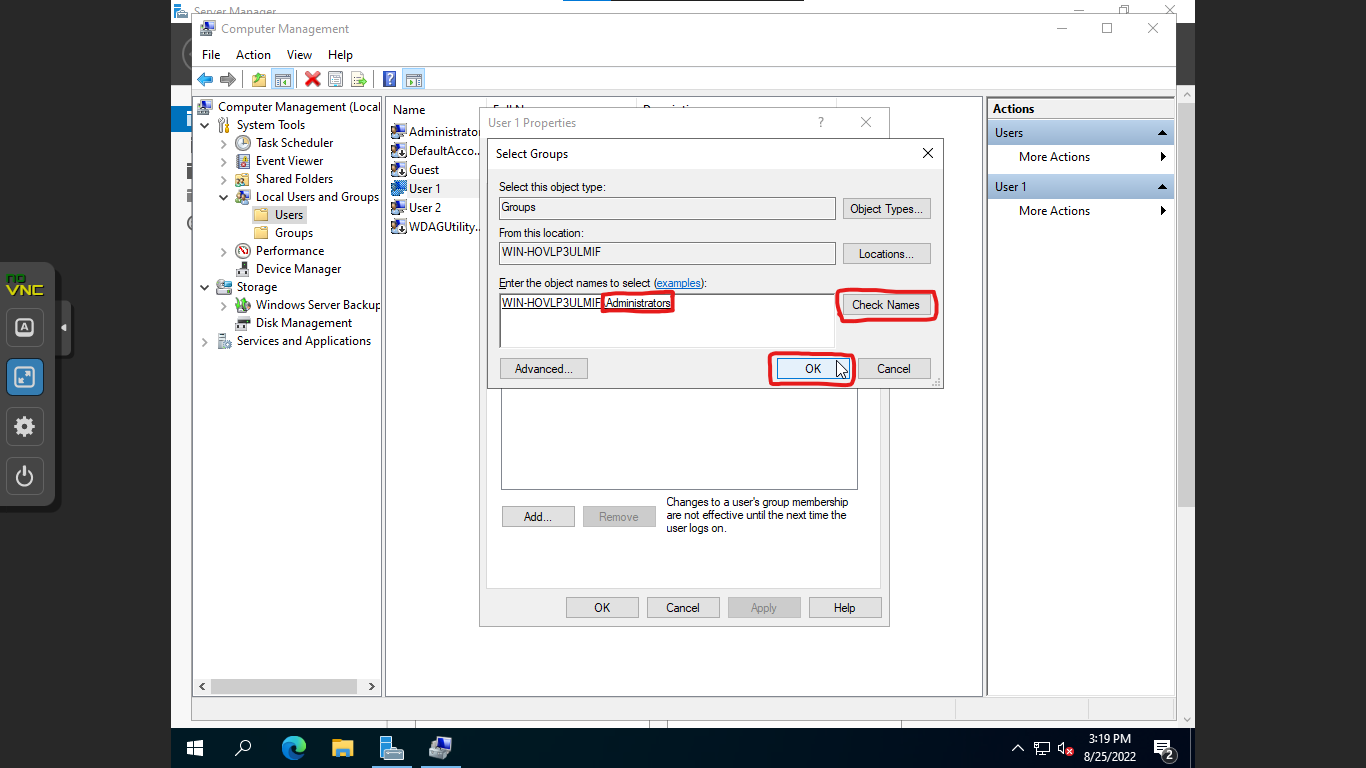 Server Manager
Computer Management
File Action View Help
Computer Management (Local
System Tools
Task Scheduler
Event Viewer
Shared Folders
Local Users and Groups
Users
Groups
Performance
Device Manager
Storage
Windows Server Backup
Disk Management
Services and Applications
Name
Administrator
DefaultAcco...
Guest
User 1
User 2
WDAGUtility...
User 1 Properties
Select Groups
Select this object type:
Groups
Object Types...
From this location:
WIN-HOVLP3ULMIF
Locations...
Enter the object names to select (examples):
WIN-HOVLP3ULMIF\Administrators
Check Names
Advanced...
OK
Cancel
Add...
Remove
Changes to a user's group membership
are not effective until the next time the
user logs on.
OK
Cancel
Apply
Help
Actions
Users
More Actions
User 1
More Actions
no
VNC
A
3:19 PM
8/25/2022
2